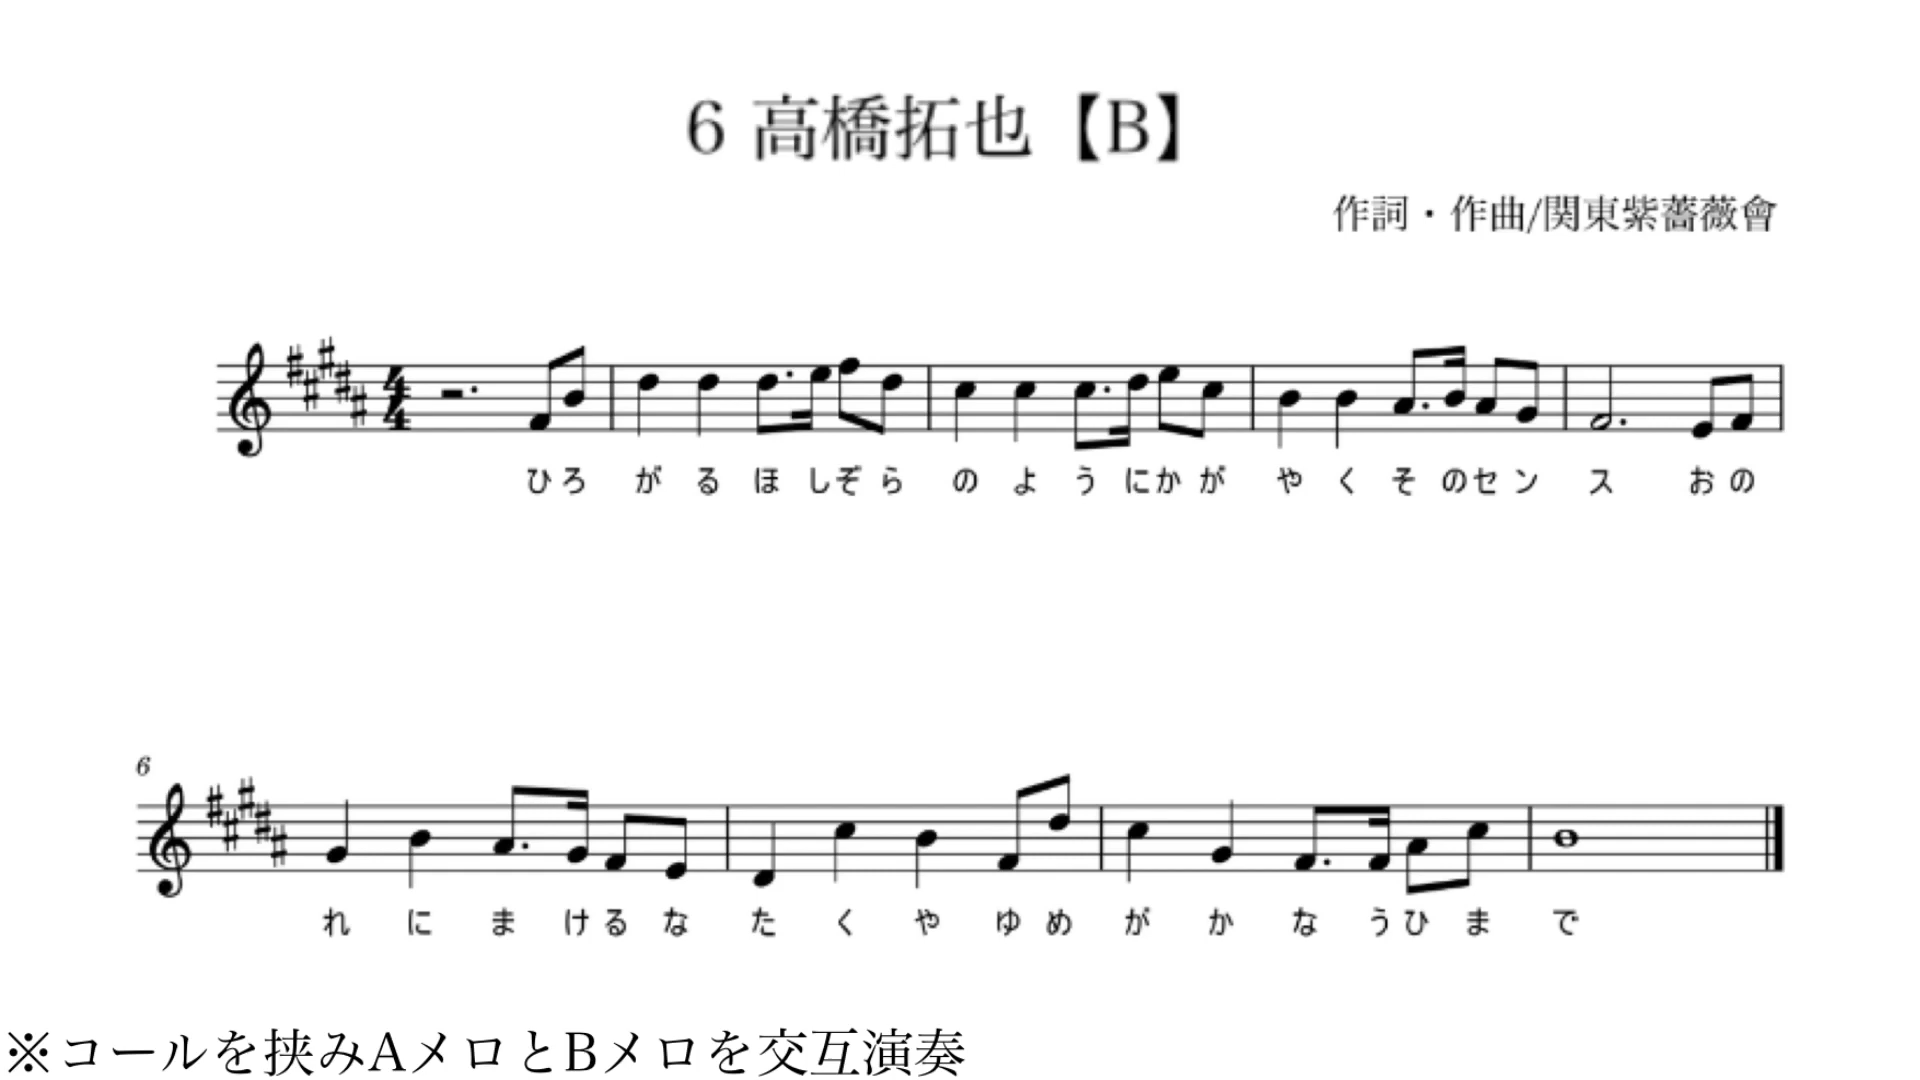 6 高橋拓也【B】
作詞・作曲/関東紫薔薇會
ひろ が る ほ しぞ ら の よ う にか が や く そ のセ ン ス お の
6
れ に ま ける な た く や ゆ め が か な うひ ま で
※コールを挟みAメロとBメロを交互演奏